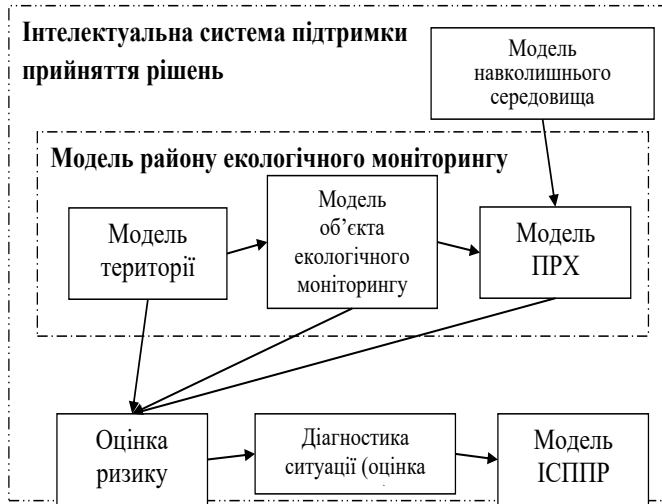 Інтелектуальна система підтримки
прийняття рішень
Модель
навколишнього
середовища
Модель району екологічного моніторингу
Модель
території
Модель
об’єкта
екологічного
моніторингу
Модель
ПРХ
Оцінка
ризику
Діагностика
ситуації (оцінка
Модель
ІСППР